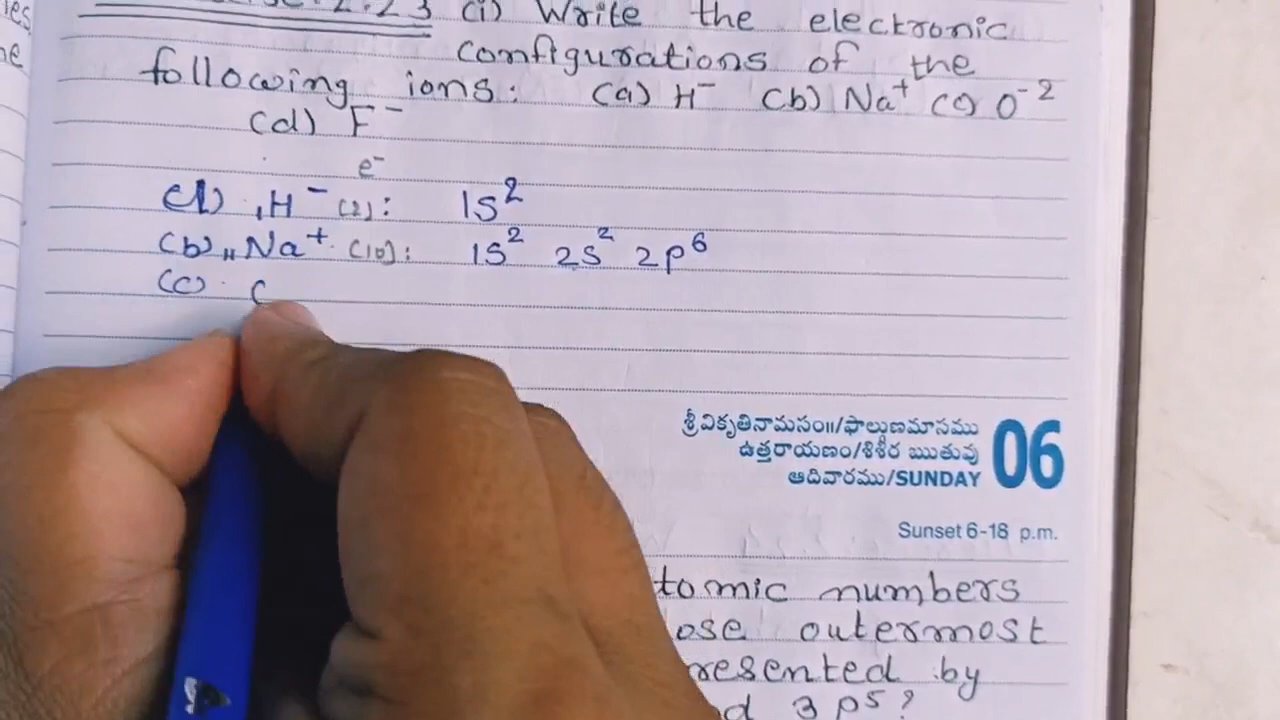 2.23 (i) Write the electronic
configurations of the
following ions: (a) H⁻ (b) Na⁺ (c) O⁻²
(d) F⁻
e⁻
₁H⁻ (2): 1s²
(b) ₁₁Na⁺ (10): 1s² 2s² 2p⁶
(c)
శ్రీవికృతినామసం॥/ఫాల్గుణమాసము
ఉత్తరాయణం/శిశిర ఋతువు
ఆదివారము/SUNDAY
06
Sunset 6-18 p.m.
tomic numbers
ose outermost
resented by
3p⁵?